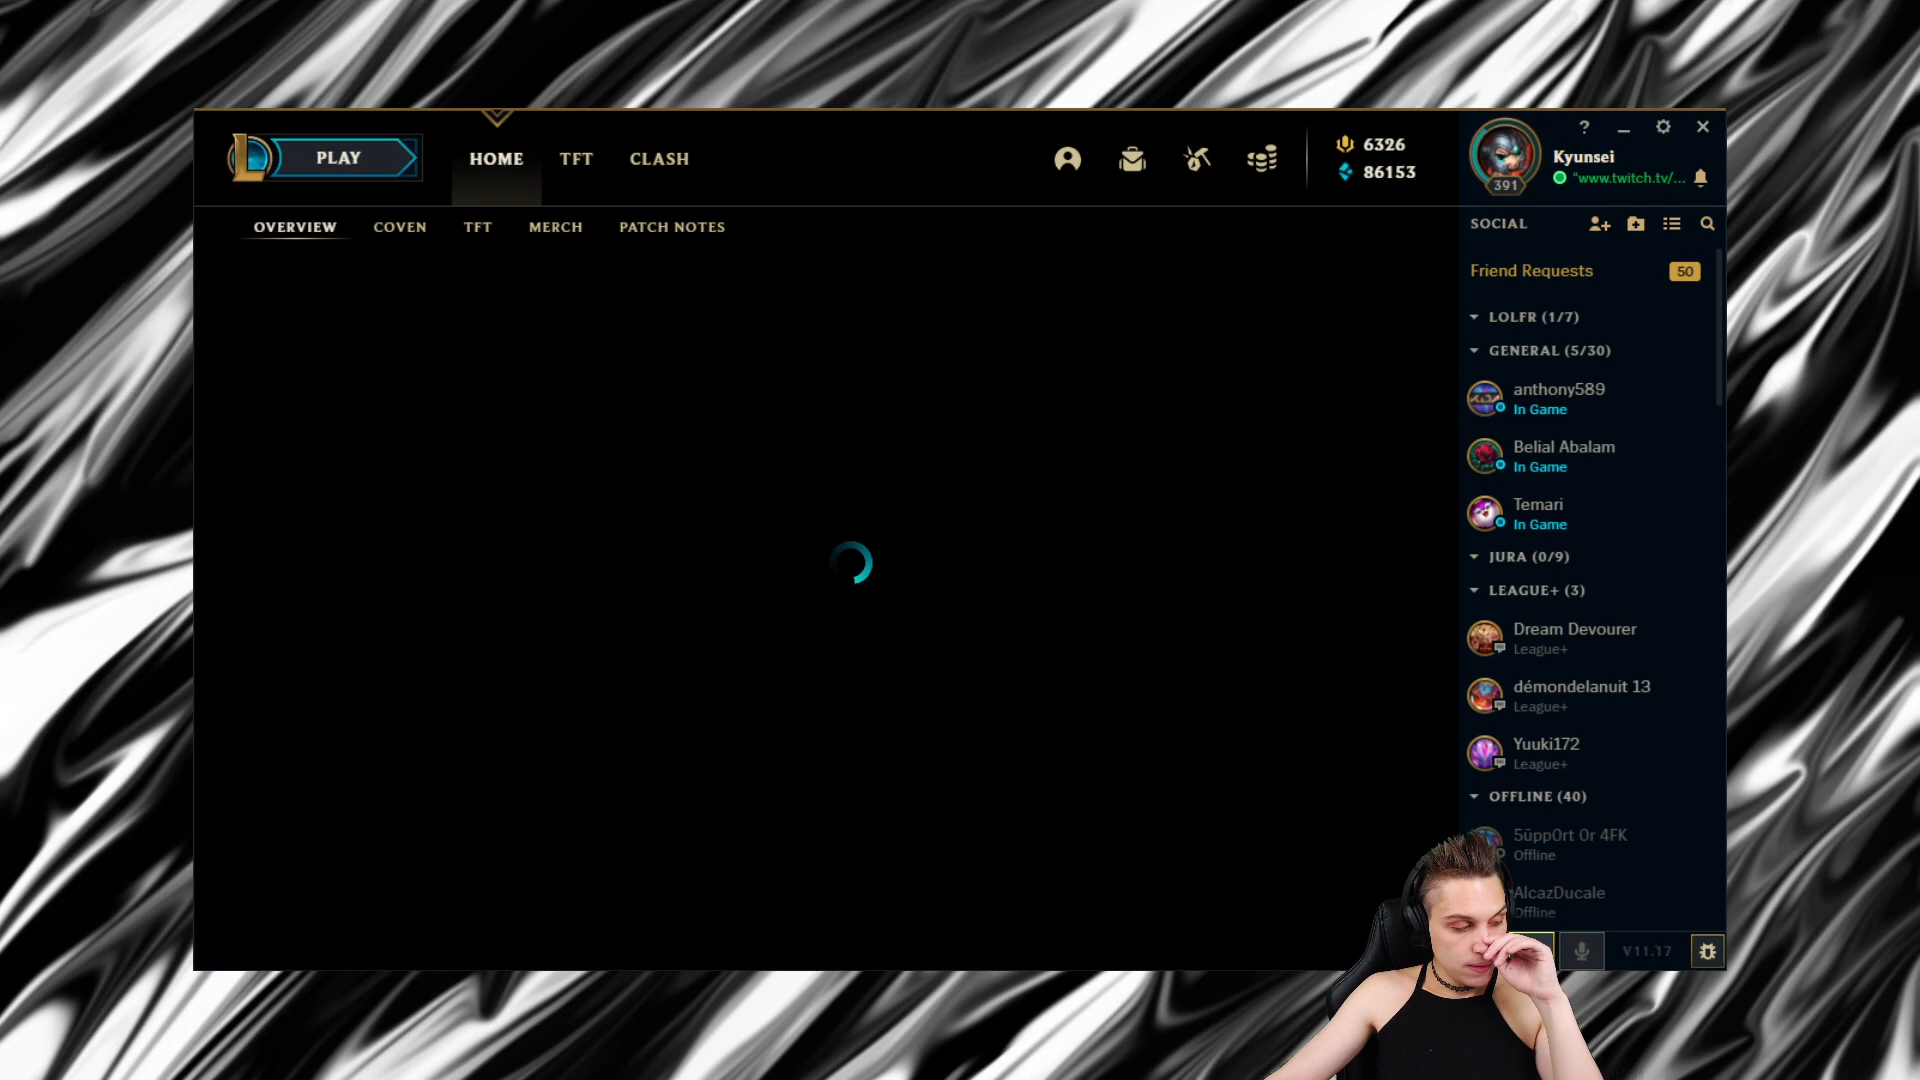 PLAY
HOME
TFT
CLASH
6326
86153
?
391
Kyunsei
"www.twitch.tv/...
OVERVIEW
COVEN
TFT
MERCH
PATCH NOTES
SOCIAL
Friend Requests
50
LOLFR (1/7)
GENERAL (5/30)
anthony589
In Game
Belial Abalam
In Game
Temari
In Game
JURA (0/9)
LEAGUE+ (3)
Dream Devourer
League+
démondelanuit 13
League+
Yuuki172
League+
OFFLINE (40)
5üpp0rt 0r 4FK
Offline
AlcazDucale
Offline
V11.17